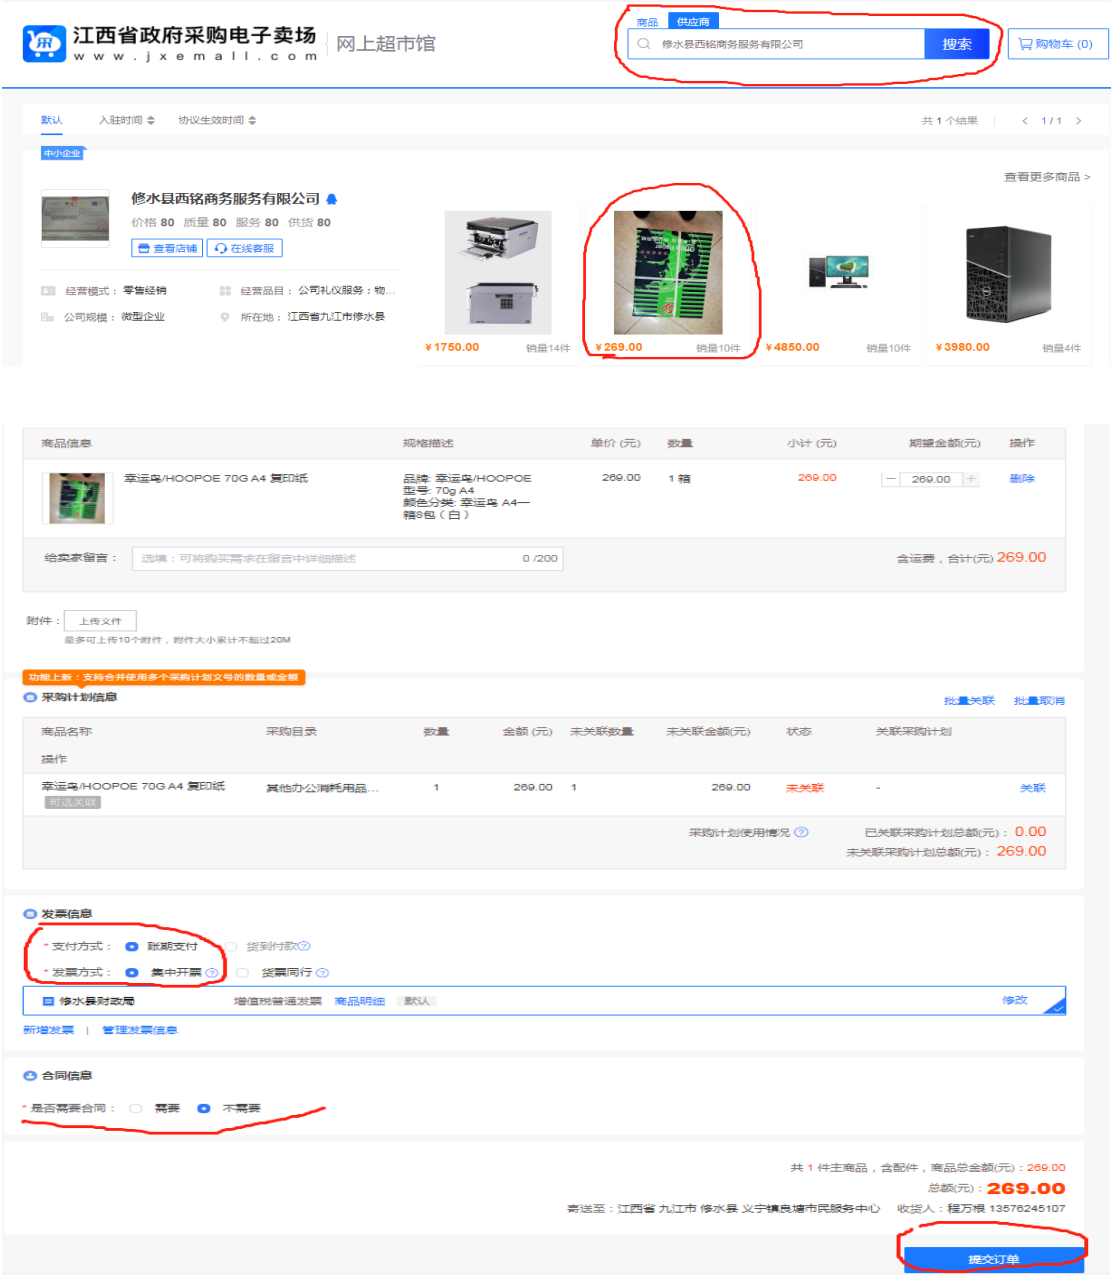 商品 供应商
江西省政府采购电子卖场 网上超市馆
www.jxemall.com
修水县西铭商务服务有限公司 搜索 购物车 (0)
默认 入驻时间 协议生效时间 共 1 个结果 < 1/1 >
中小企业
查看更多商品 >
修水县西铭商务服务有限公司
价格 80 质量 80 服务 80 供货 80
查看店铺 在线客服
经营模式：零售经销 经营品目：公司礼仪服务；物...
公司规模：微型企业 所在地：江西省九江市修水县
¥1750.00 销量14件 ¥269.00 销量10件 ¥4850.00 销量10件 ¥3980.00 销量4件
商品信息 规格描述 单价 (元) 数量 小计 (元) 期望金额(元) 操作
幸运鸟/HOOPOE 70G A4 复印纸 品牌: 幸运鸟/HOOPOE 269.00 1 箱 269.00 — 269.00 + 删除
型号: 70g A4
颜色分类: 幸运鸟 A4一
箱8包（白）
给卖家留言： 选填：可将购买需求在留言中详细描述 0 /200 含运费，合计(元) 269.00
附件： 上传文件
最多可上传10个附件，附件大小累计不超过20M
功能上新：支持合并使用多个采购计划文号的数量或金额
采购计划信息 批量关联 批量取消
商品名称 采购目录 数量 金额 (元) 未关联数量 未关联金额(元) 状态 关联采购计划
操作
幸运鸟/HOOPOE 70G A4 复印纸 其他办公消耗用品... 1 269.00 1 269.00 未关联 - 关联
可选关联
采购计划使用情况 ? 已关联采购计划总额(元)：0.00
未关联采购计划总额(元)：269.00
发票信息
* 支付方式： 账期支付 货到付款 ?
* 发票方式： 集中开票 ? 货票同行 ?
修水县财政局 增值税普通发票 商品明细 默认 修改
新增发票 | 管理发票信息
合同信息
* 是否需要合同： 需要 不需要
共 1 件主商品，含配件，商品总金额(元)：269.00
总额(元)：269.00
寄送至：江西省 九江市 修水县 义宁镇良塘市民服务中心 收货人：程万根 13576245107
提交订单